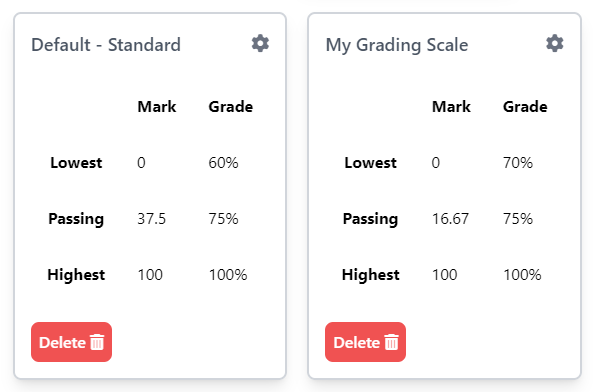 Default - Standard
Mark Grade
Lowest 0 60%
Passing 37.5 75%
Highest 100 100%
Delete
My Grading Scale
Mark Grade
Lowest 0 70%
Passing 16.67 75%
Highest 100 100%
Delete